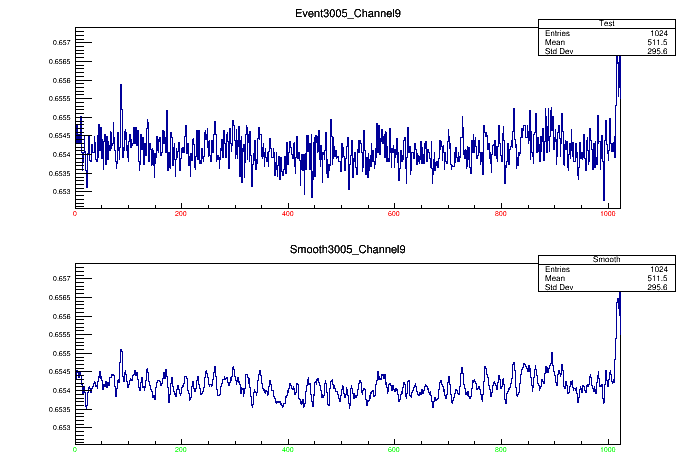 Event3005_Channel9
Test
Entries 1024
Mean 511.5
Std Dev 295.6
0.657
0.6565
0.656
0.6555
0.655
0.6545
0.654
0.6535
0.653
0 200 400 600 800 1000
Smooth3005_Channel9
Smooth
Entries 1024
Mean 511.5
Std Dev 295.6
0.657
0.6565
0.656
0.6555
0.655
0.6545
0.654
0.6535
0.653
0 200 400 600 800 1000